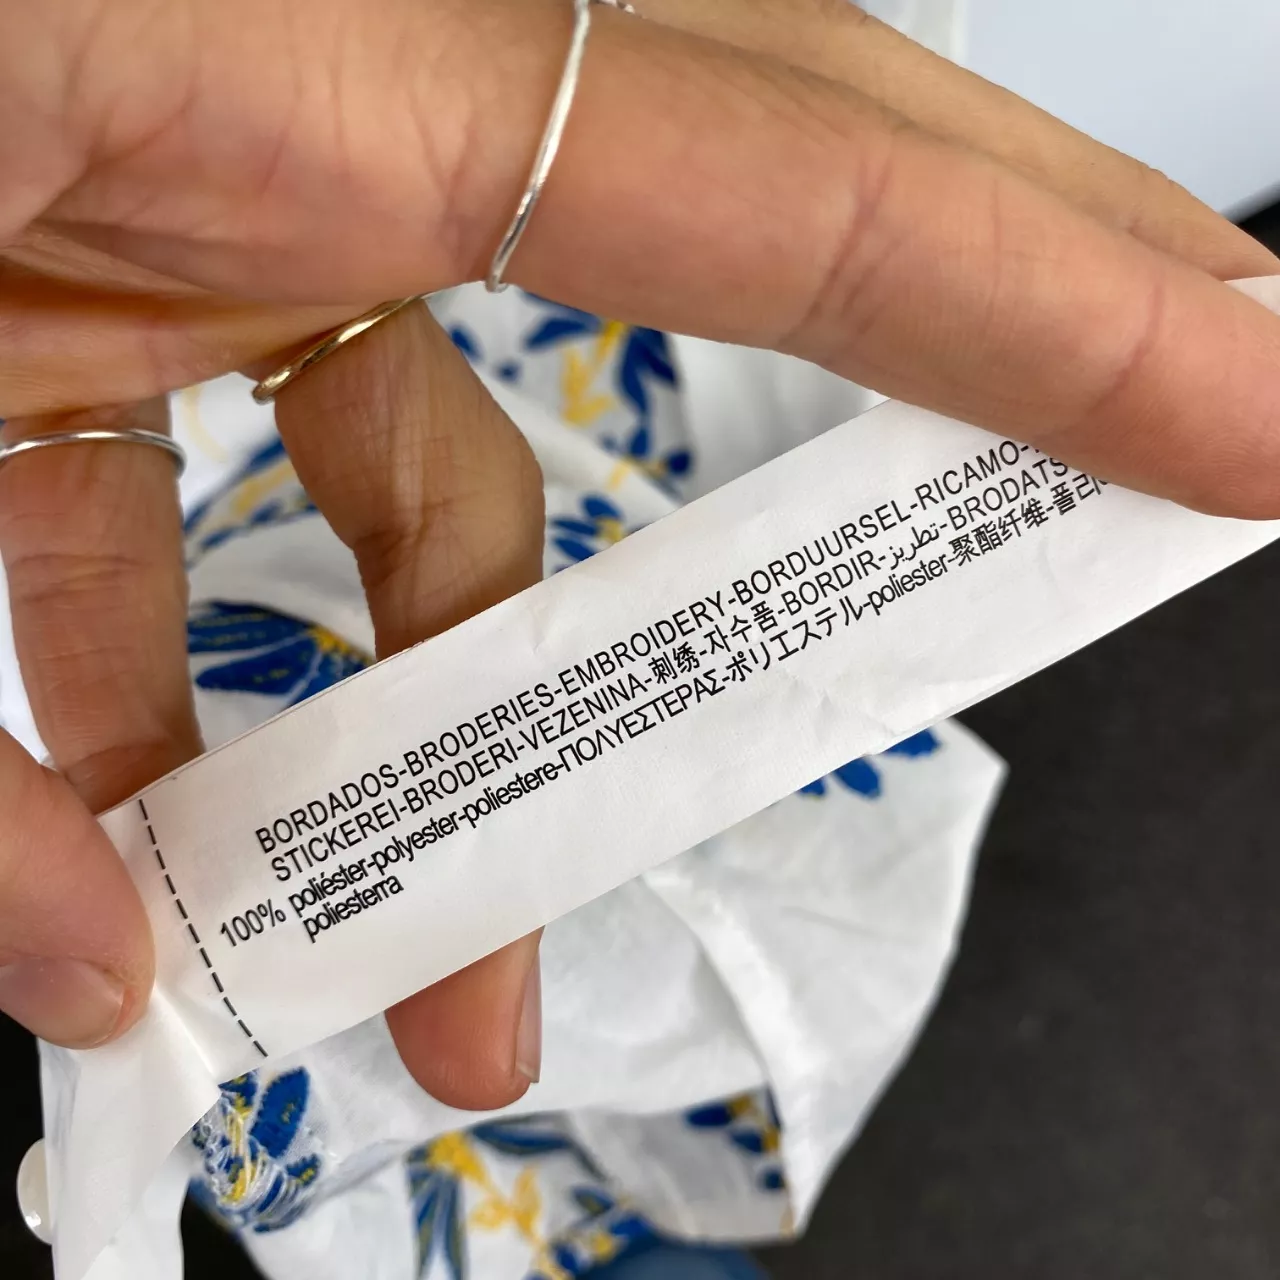 BORDADOS-BRODERIES-EMBROIDERY-BORDUURSEL-RICAMO-
STICKEREI-BRODERI-VEZENINA-刺绣-자수품-BORDIR-تطريز-BRODATS
100% poliéster-polyester-poliestere-ΠΟΛΥΕΣΤΕΡΑΣ-ポリエステル-poliester-聚酯纤维-폴리
poliesterra